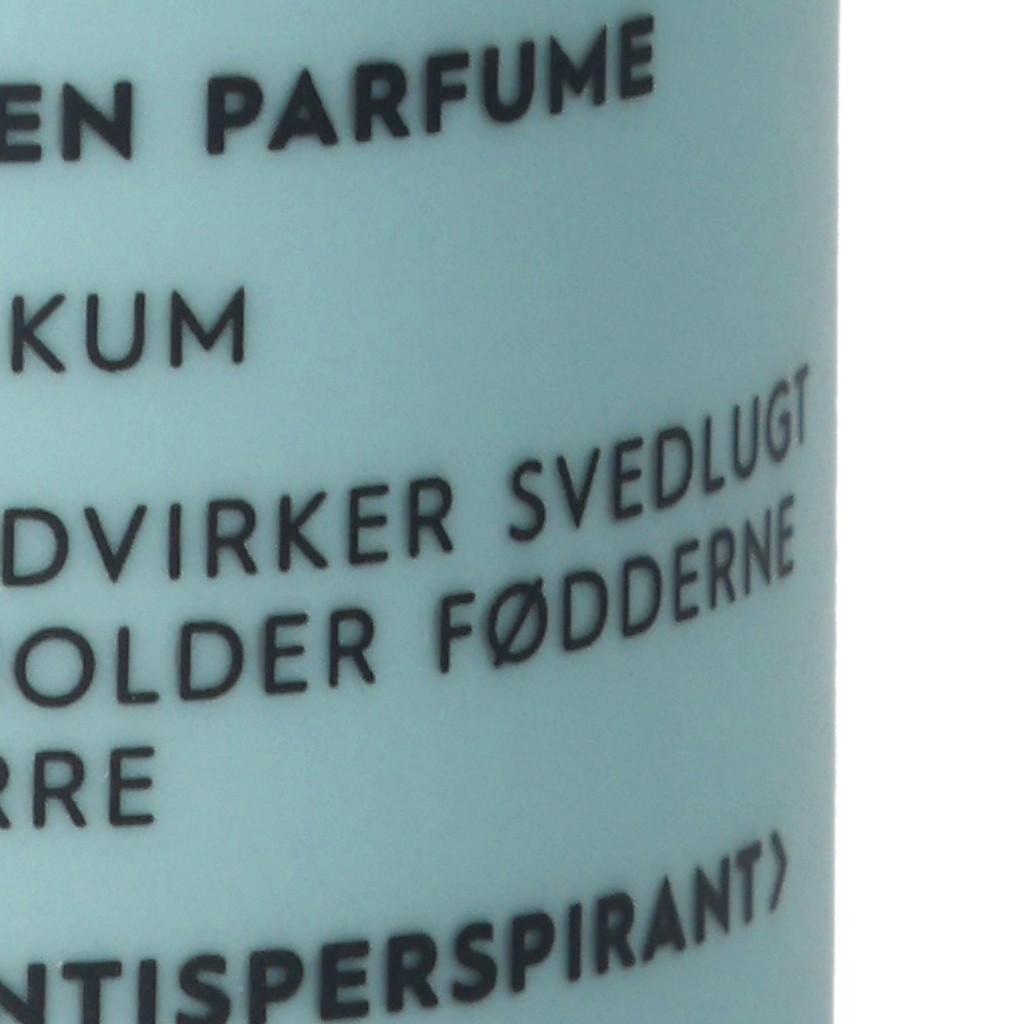 EN PARFUME
KUM
DVIRKER SVEDLUGT
OLDER FØDDERNE
RRE
NTISPERSPIRANT>